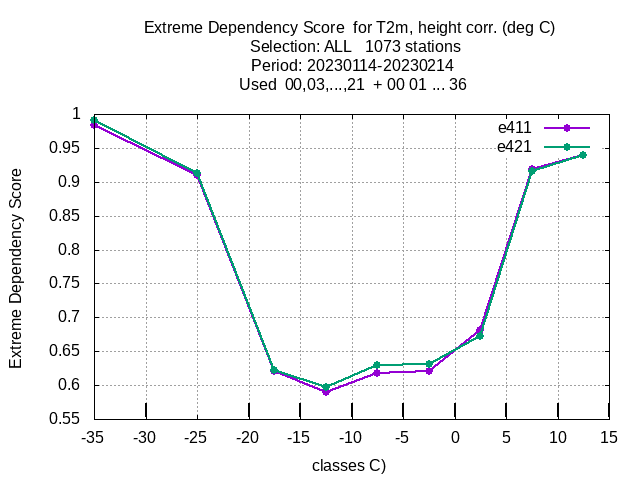 Extreme Dependency Score  for T2m, height corr. (deg C)
Selection: ALL   1073 stations
Period: 20230114-20230214
Used  00,03,...,21  + 00 01 ... 36
e411
e421
1
0.95
0.9
0.85
0.8
0.75
0.7
0.65
0.6
0.55
Extreme Dependency Score
-35 -30 -25 -20 -15 -10 -5 0 5 10 15
classes C)